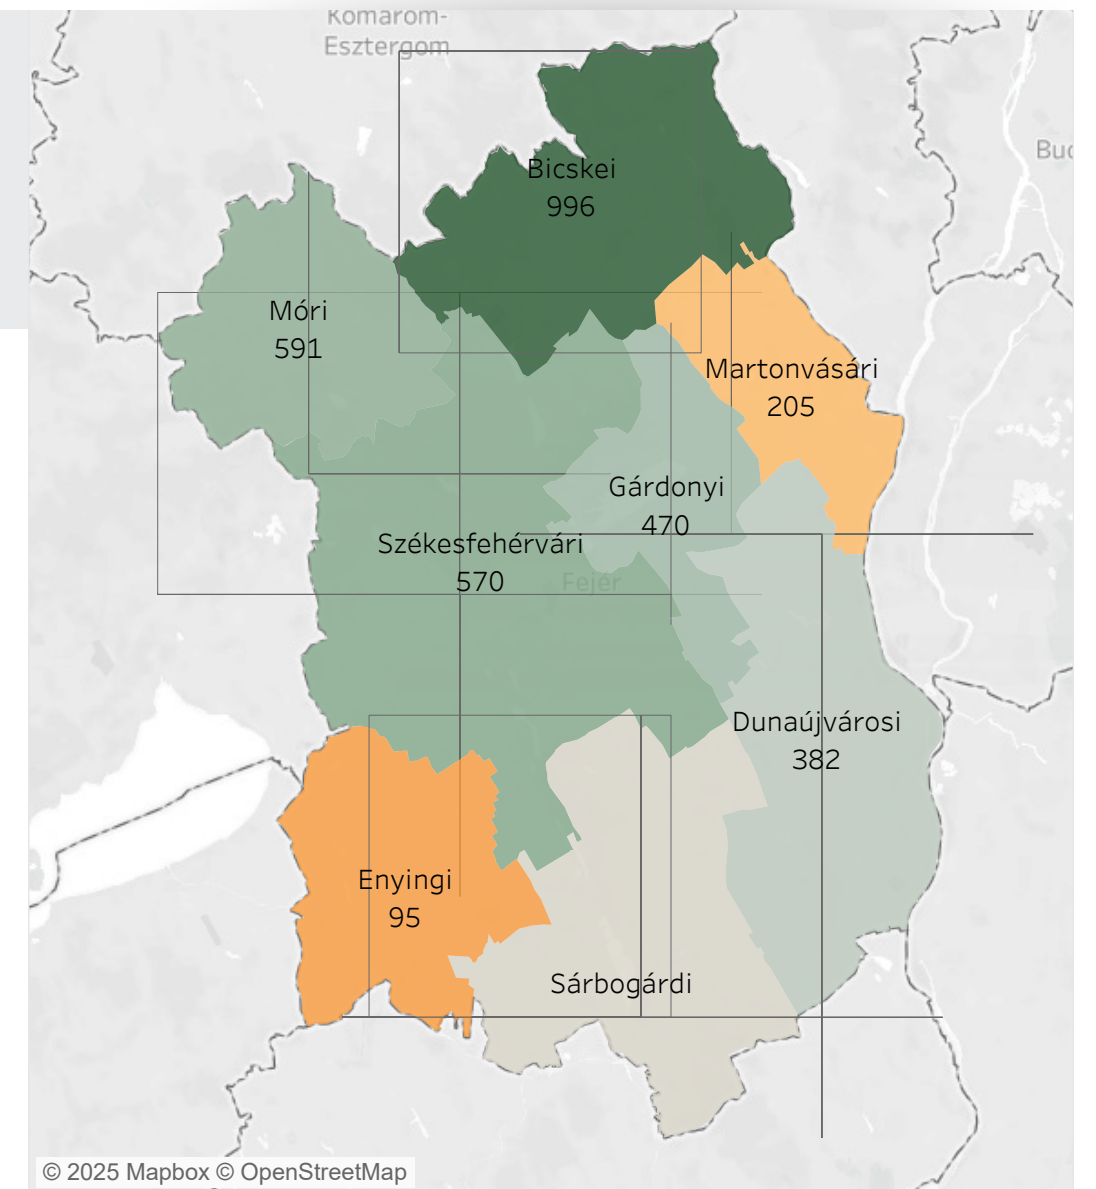 Komárom-
Esztergom
Bicskei
996
Buc
Móri
591
Martonvásári
205
Gárdonyi
470
Székesfehérvári
570
Fejér
Dunaújvárosi
382
Enyingi
95
Sárbogárdi
© 2025 Mapbox © OpenStreetMap